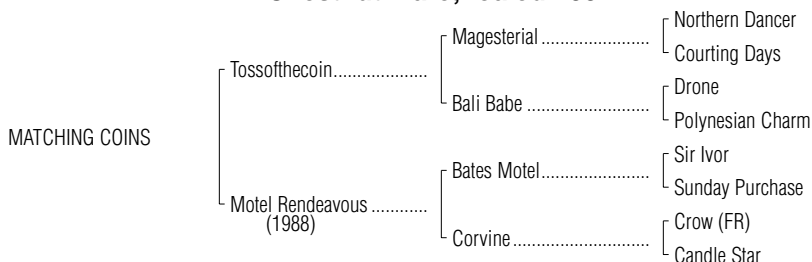 Northern Dancer
Magesterial
Courting Days
Tossofthecoin
Drone
Bali Babe
Polynesian Charm
MATCHING COINS
Sir Ivor
Bates Motel
Sunday Purchase
Motel Rendeavous
(1988)
Crow (FR)
Corvine
Candle Star